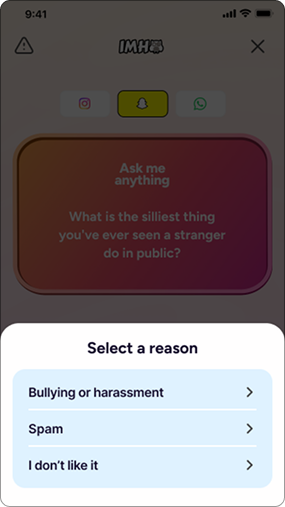 9:41
IMHO
Ask me
anything
What is the silliest thing
you've ever seen a stranger
do in public?
Select a reason
Bullying or harassment
Spam
I don't like it